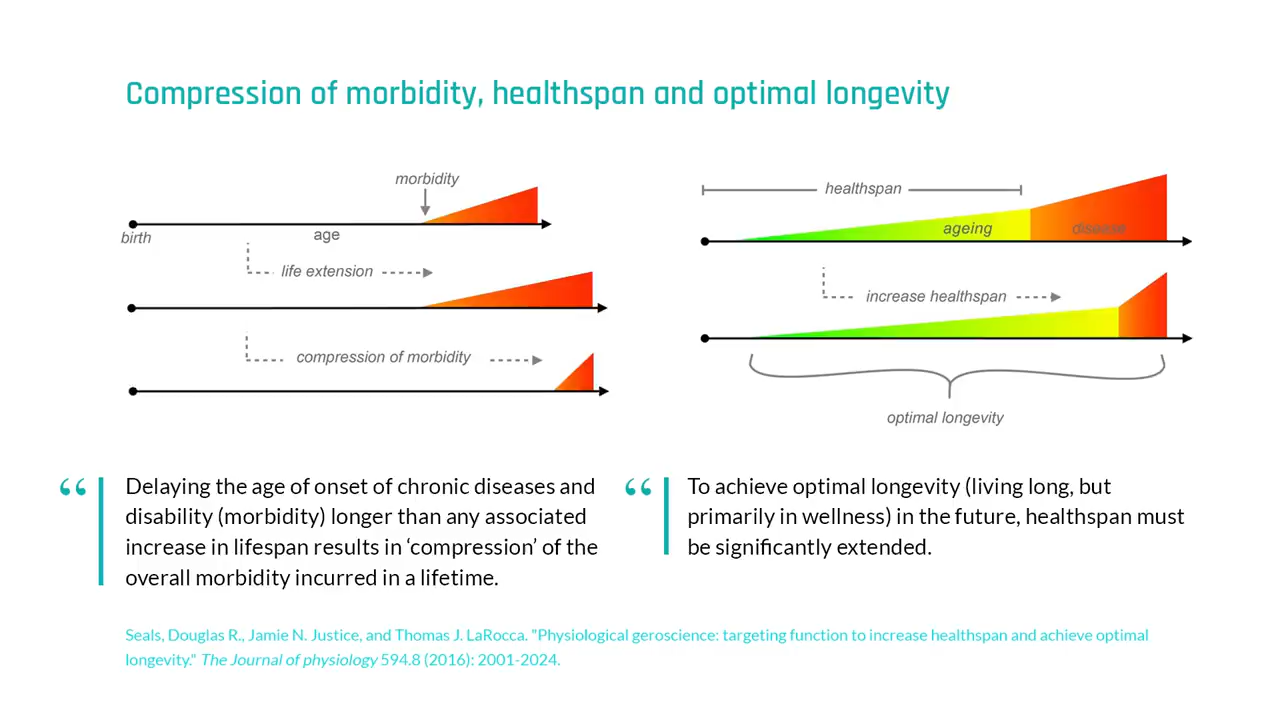 Compression of morbidity, healthspan and optimal longevity
morbidity
birth
age
life extension
compression of morbidity
healthspan
ageing
disease
increase healthspan
optimal longevity
“ Delaying the age of onset of chronic diseases and
disability (morbidity) longer than any associated
increase in lifespan results in ‘compression’ of the
overall morbidity incurred in a lifetime.
“ To achieve optimal longevity (living long, but
primarily in wellness) in the future, healthspan must
be significantly extended.
Seals, Douglas R., Jamie N. Justice, and Thomas J. LaRocca. "Physiological geroscience: targeting function to increase healthspan and achieve optimal
longevity." The Journal of physiology 594.8 (2016): 2001-2024.